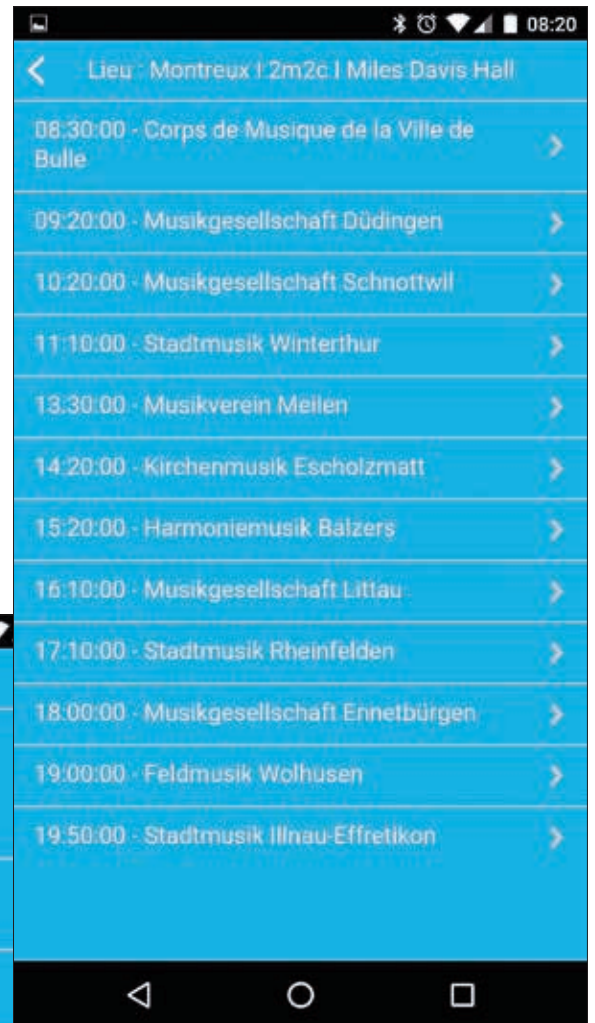 08:20
Lieu : Montreux I 2m2c I Miles Davis Hall
08:30:00 - Corps de Musique de la Ville de
Bulle
09:20:00 - Musikgesellschaft Düdingen
10:20:00 - Musikgesellschaft Schnottwil
11:10:00 - Stadtmusik Winterthur
13:30:00 - Musikverein Meilen
14:20:00 - Kirchenmusik Escholzmatt
15:20:00 - Harmoniemusik Balzers
16:10:00 - Musikgesellschaft Littau
17:10:00 - Stadtmusik Rheinfelden
18:00:00 - Musikgesellschaft Ennetbürgen
19:00:00 - Feldmusik Wolhusen
19:50:00 - Stadtmusik Illnau-Effretikon